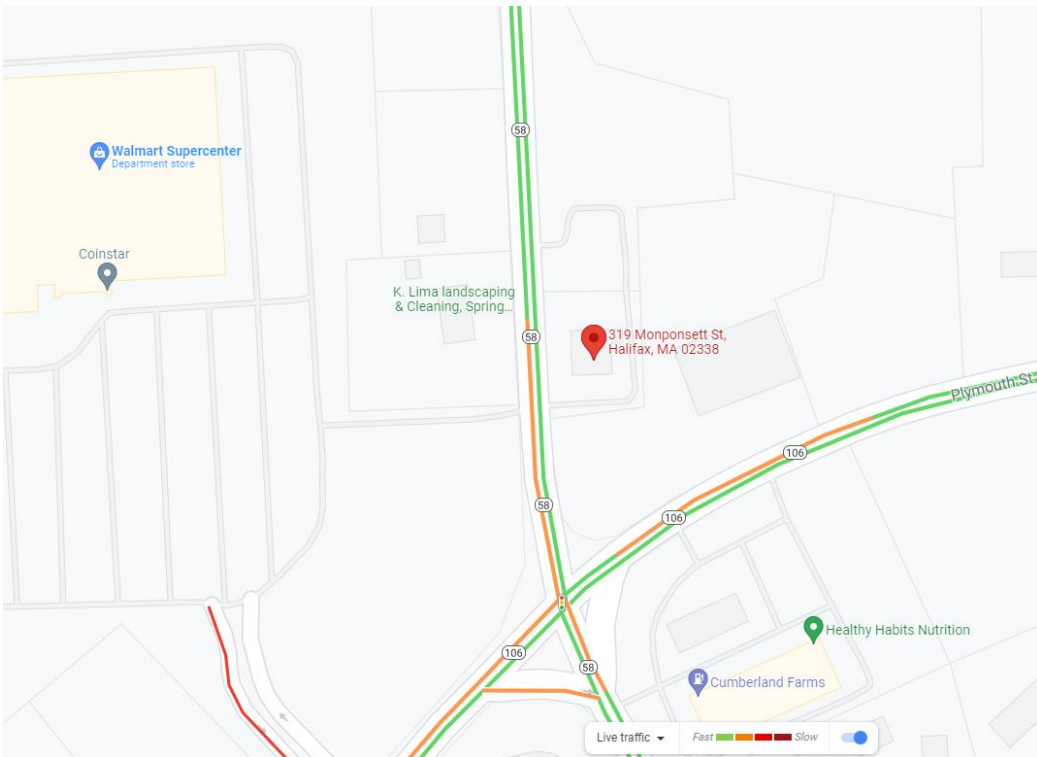 58
Walmart Supercenter
Department store
Coinstar
K. Lima landscaping
& Cleaning, Spring...
58
319 Monponsett St,
Halifax, MA 02338
Plymouth St
106
58
106
106
58
Healthy Habits Nutrition
Cumberland Farms
Live traffic
Fast
Slow